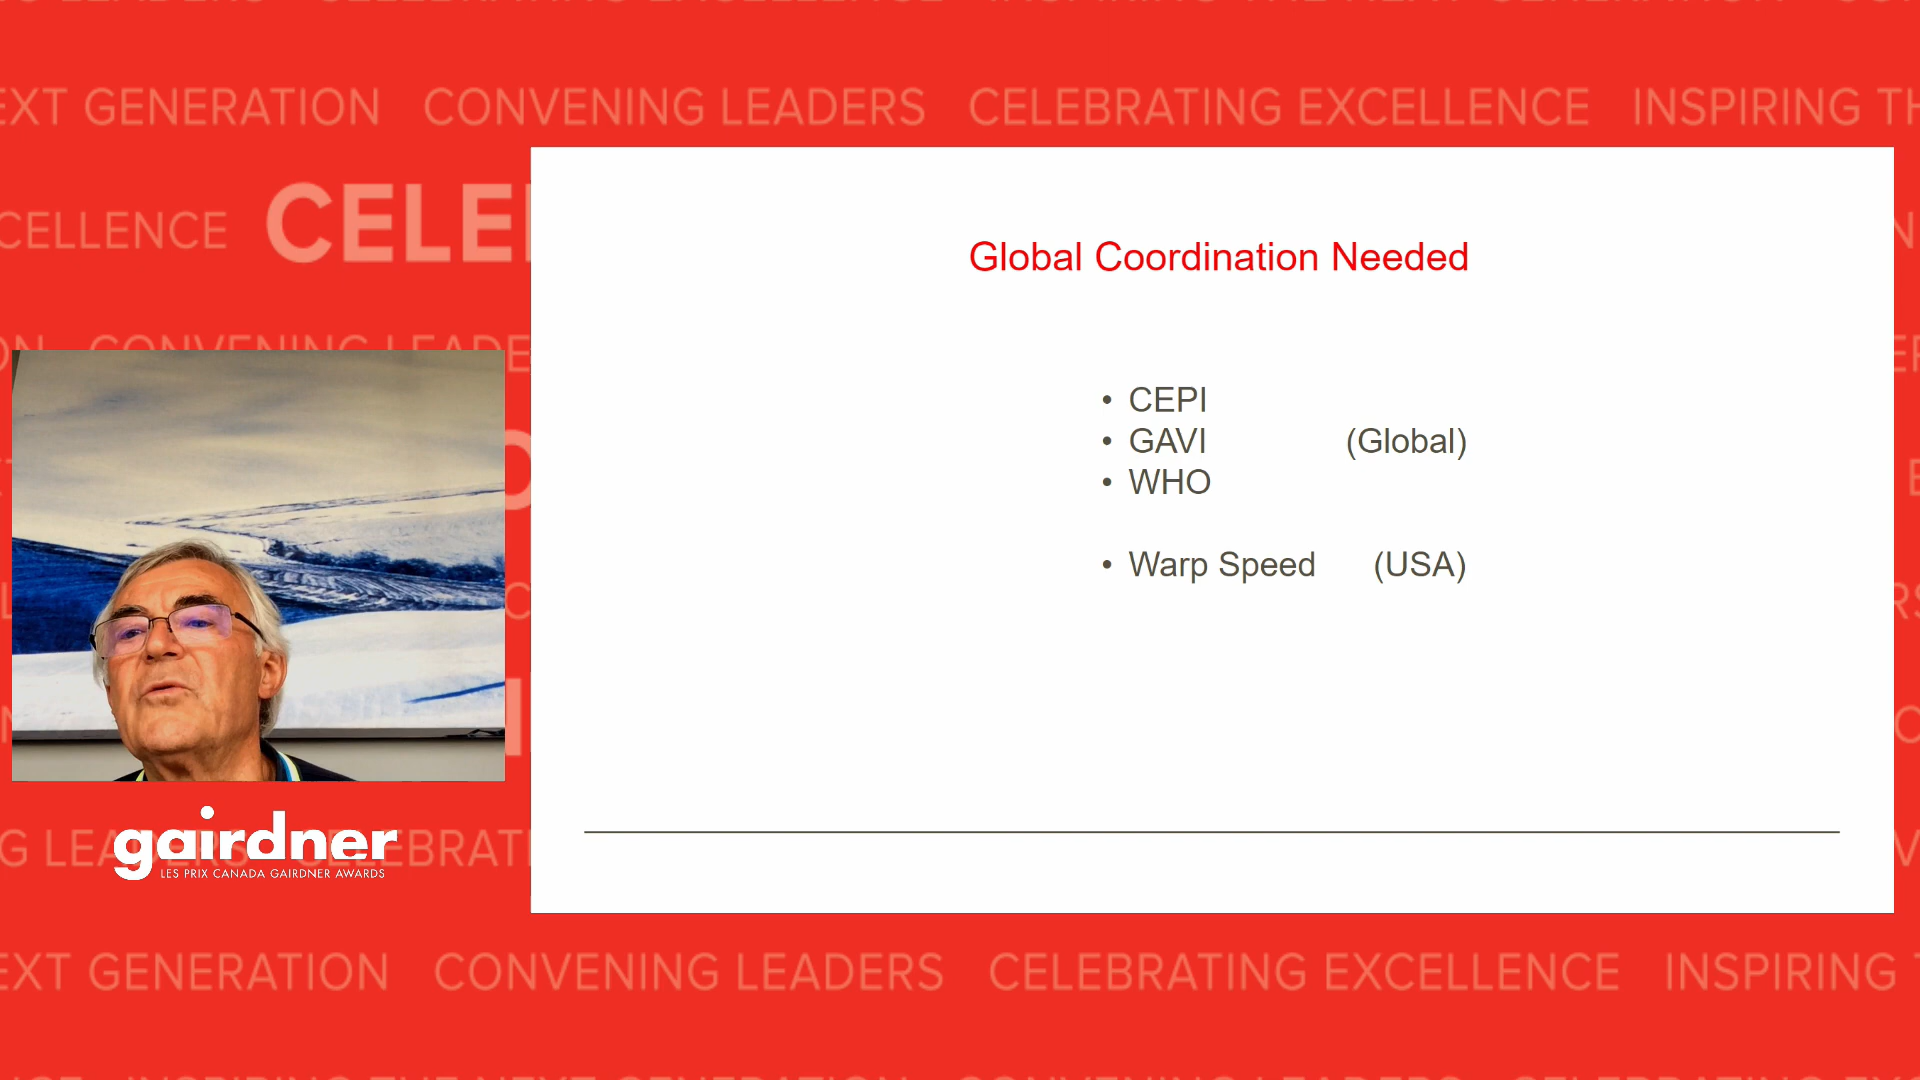 EXT GENERATION CONVENING LEADERS CELEBRATING EXCELLENCE INSPIRING TH
CELLENCE CELE
Global Coordination Needed
• CEPI
• GAVI (Global)
• WHO
• Warp Speed (USA)
gairdner
LES PRIX CANADA GAIRDNER AWARDS
EXT GENERATION CONVENING LEADERS CELEBRATING EXCELLENCE INSPIRING